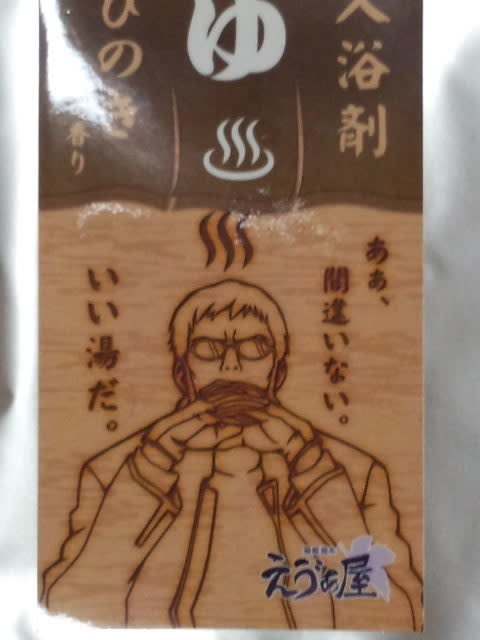 入浴剤
ゆ
ひのき
香り
ああ、
間違いない。
いい湯だ。
えゔぁ屋